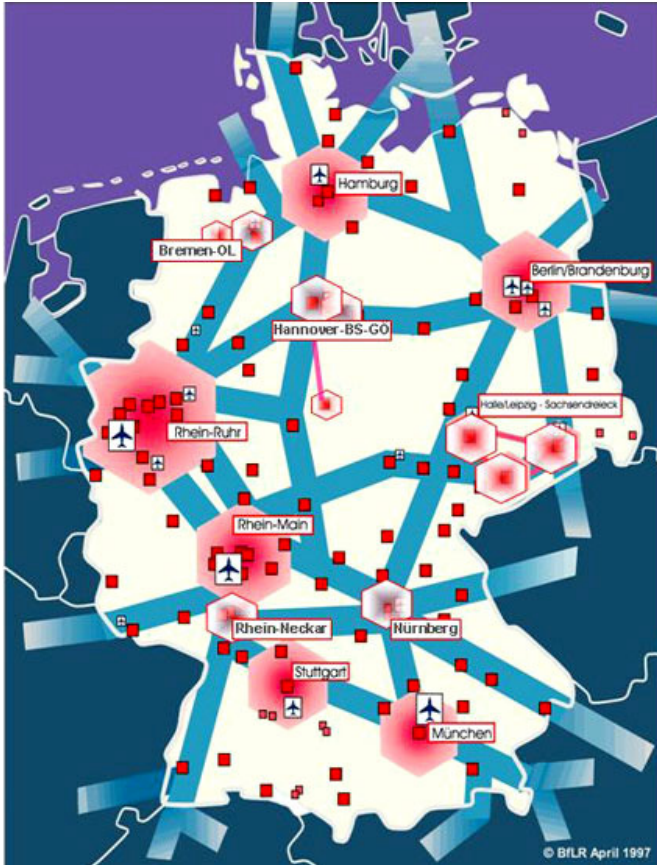 Hamburg
Bremen-OL
Berlin/Brandenburg
Hannover-BS-GO
Halle/Leipzig - Sachsendreieck
Rhein-Ruhr
Rhein-Main
Rhein-Neckar
Nürnberg
Stuttgart
München
© BfLR April 1997